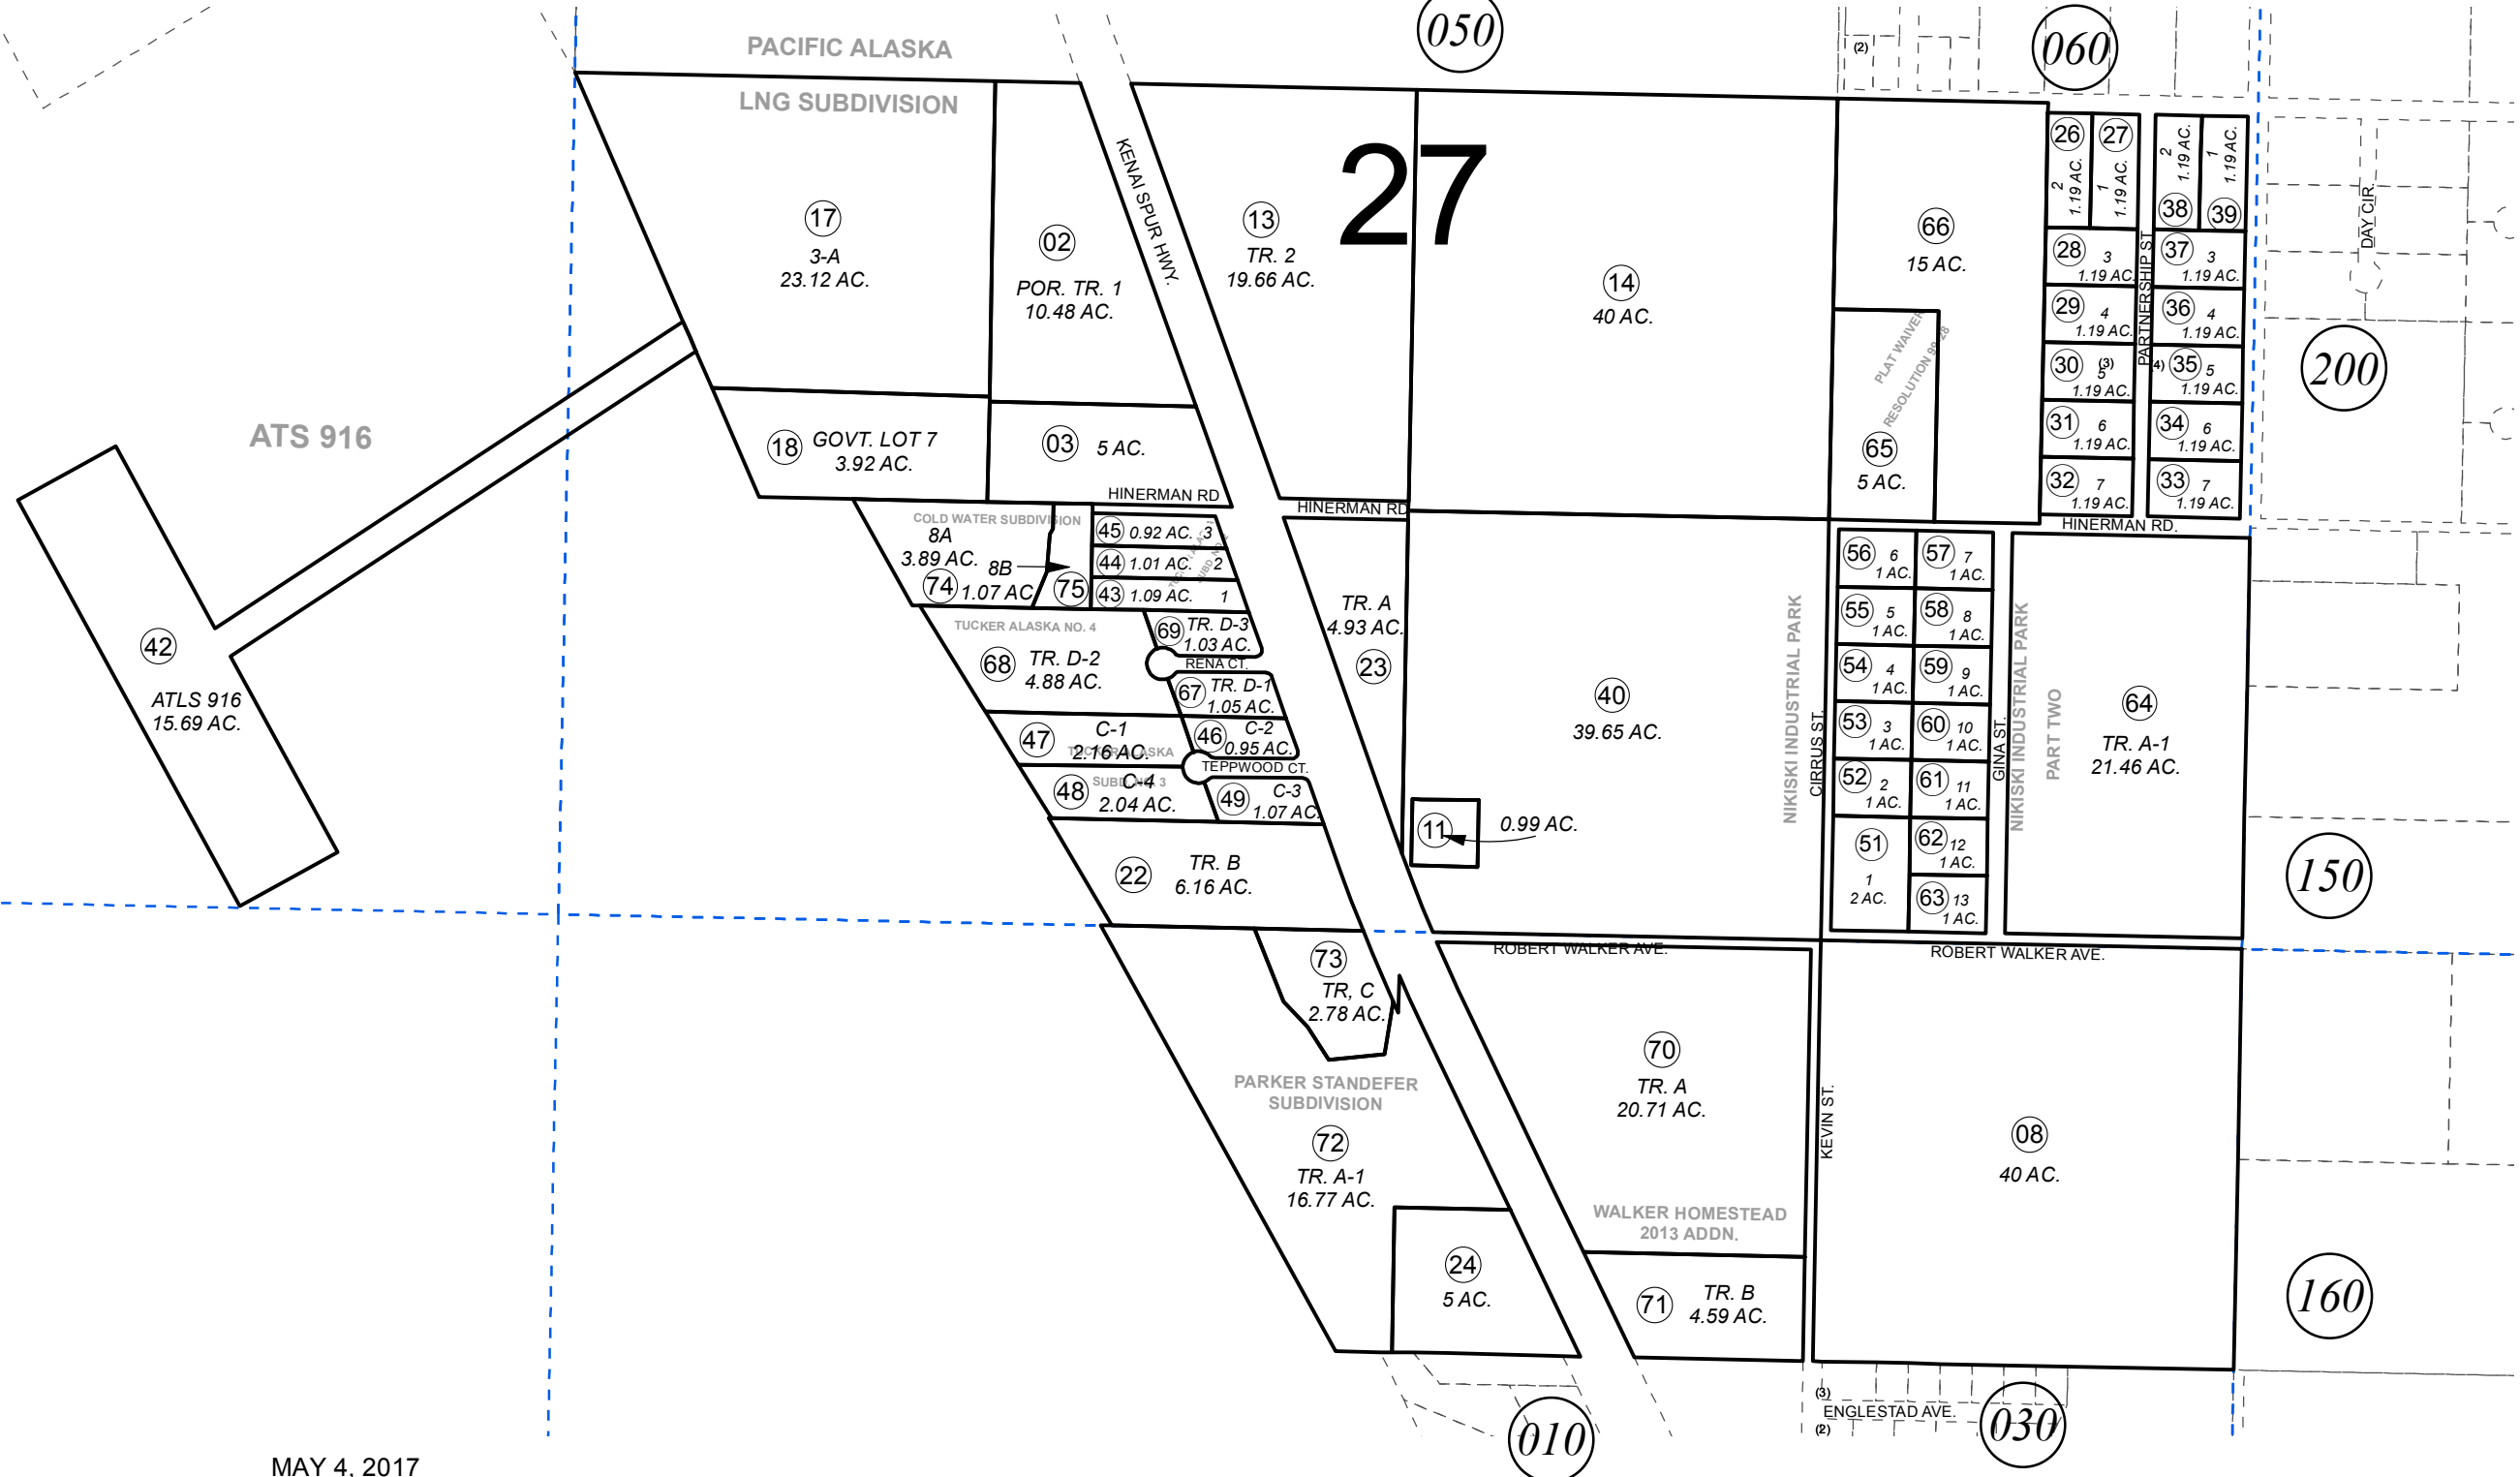 050
060
(2)
PACIFIC ALASKA
LNG SUBDIVISION
KENAI SPUR HWY.
27
17
3-A
23.12 AC.
02
POR. TR. 1
10.48 AC.
13
TR. 2
19.66 AC.
14
40 AC.
66
15 AC.
26
2
1.19 AC.
27
1
1.19 AC.
2
1.19 AC.
38
1
1.19 AC.
39
28 3
1.19 AC.
37 3
1.19 AC.
29 4
1.19 AC.
36 4
1.19 AC.
30 (3)
5
1.19 AC.
(4) 35 5
1.19 AC.
31 6
1.19 AC.
34 6
1.19 AC.
32 7
1.19 AC.
33 7
1.19 AC.
PARTNERSHIP ST
DAY CIR.
200
PLAT WAIVER
RESOLUTION 99-28
65
5 AC.
ATS 916
18 GOVT. LOT 7
3.92 AC.
03 5 AC.
HINERMAN RD
HINERMAN RD
HINERMAN RD.
COLD WATER SUBDIVISION
8A
3.89 AC.
74
8B
1.07 AC
75
45 0.92 AC. 3
44 1.01 AC. 2
43 1.09 AC. 1
TUCKER ALASKA NO. 4
69 TR. D-3
1.03 AC.
RENA CT.
68 TR. D-2
4.88 AC.
67 TR. D-1
1.05 AC.
47 C-1
2.16 AC.
TUCKER ALASKA
SUBD. NO. 3
46 C-2
0.95 AC.
TEPPWOOD CT.
48 C-4
2.04 AC.
49 C-3
1.07 AC.
22 TR. B
6.16 AC.
TR. A
4.93 AC.
23
40
39.65 AC.
11
0.99 AC.
NIKISKI INDUSTRIAL PARK
CIRRUS ST.
56 6
1 AC.
57 7
1 AC.
55 5
1 AC.
58 8
1 AC.
54 4
1 AC.
59 9
1 AC.
53 3
1 AC.
60 10
1 AC.
52 2
1 AC.
61 11
1 AC.
51
1
2 AC.
62 12
1 AC.
63 13
1 AC.
GINA ST.
NIKISKI INDUSTRIAL PARK
PART TWO
64
TR. A-1
21.46 AC.
150
42
ATLS 916
15.69 AC.
ROBERT WALKER AVE.
ROBERT WALKER AVE.
73
TR, C
2.78 AC.
PARKER STANDEFER
SUBDIVISION
72
TR. A-1
16.77 AC.
24
5 AC.
70
TR. A
20.71 AC.
WALKER HOMESTEAD
2013 ADDN.
71 TR. B
4.59 AC.
KEVIN ST.
08
40 AC.
160
(3)
ENGLESTAD AVE.
(2)
010
030
MAY 4, 2017